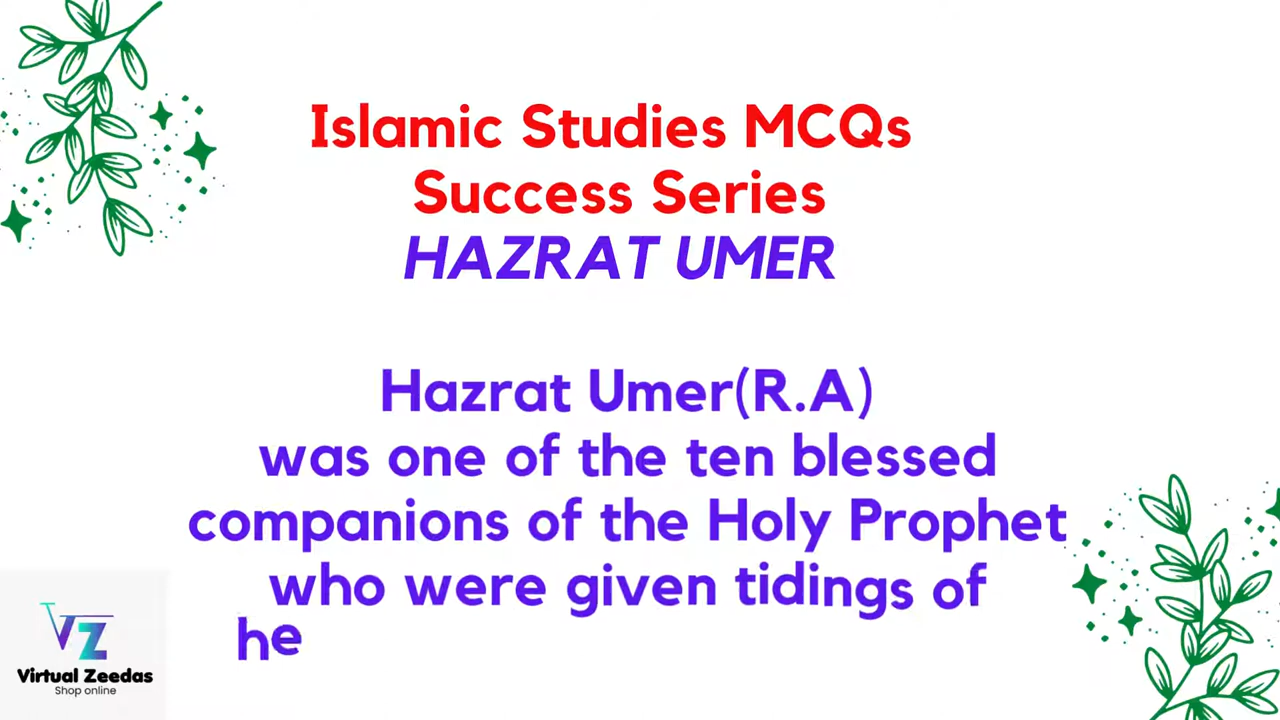 Islamic Studies MCQs
Success Series
HAZRAT UMER
Hazrat Umer(R.A)
was one of the ten blessed
companions of the Holy Prophet
who were given tidings of
he
VZ
Virtual Zeedas
Shop online